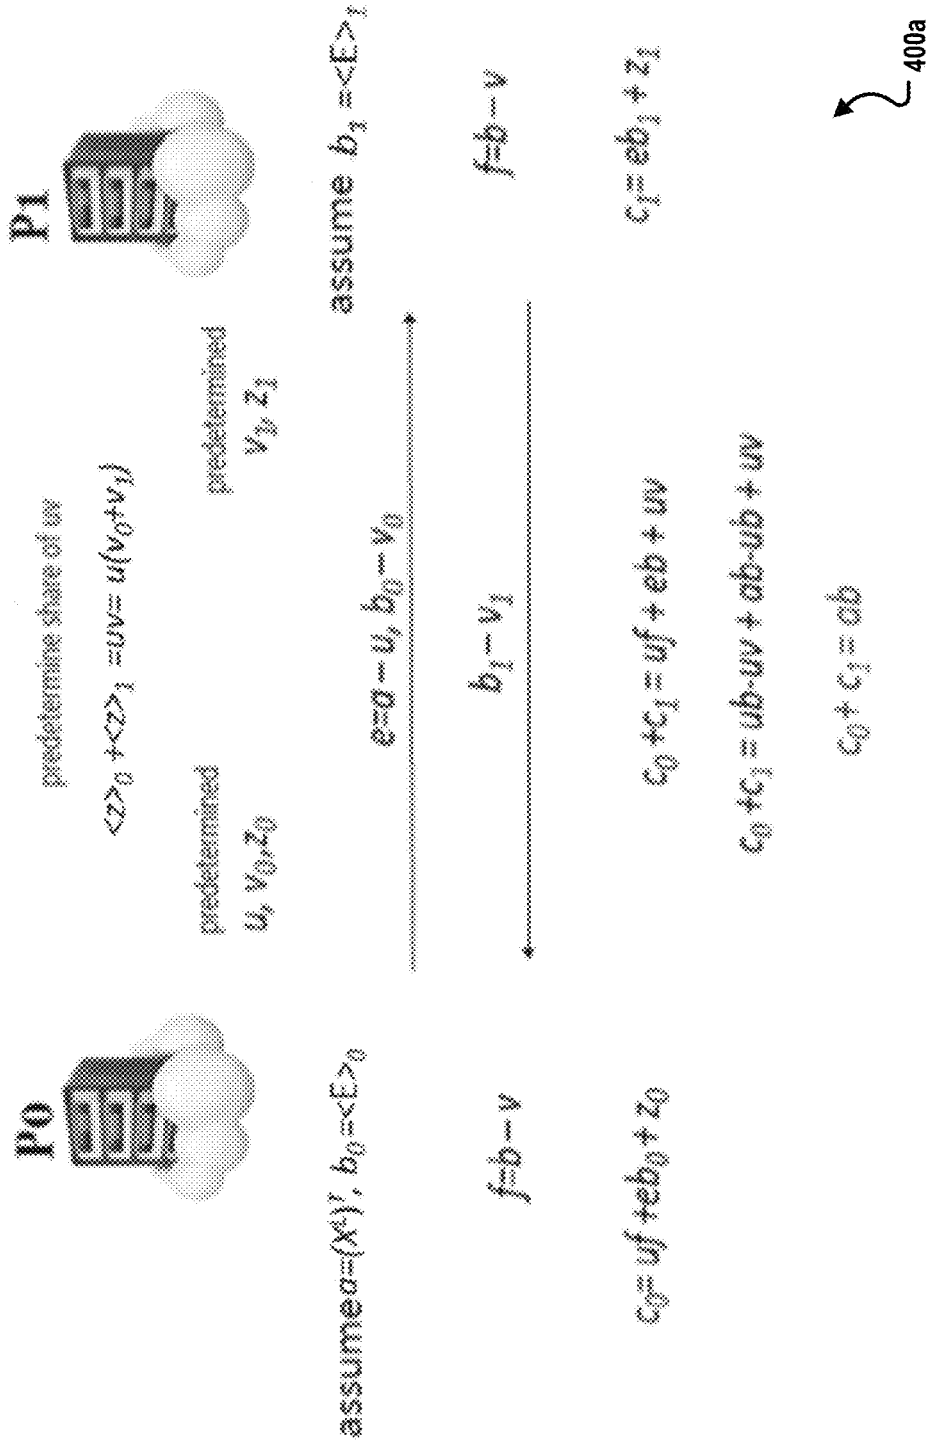 P0
P1
predetermine share of uv
<z>₀ + <z>₁ = uv = u(v₀+v₁)
predetermined
u, v₀,z₀
predetermined
v₁, z₁
assume a=(Xᴸ)ᵀ, b₀=<E>₀
assume b₁ =<E>₁
e=a − u, b₀ − v₀
f=b − v
b₁ − v₁
f=b − v
c₀= uf +eb₀ + z₀
c₀ +c₁ = uf + eb + uv
c₁= eb₁ + z₁
c₀ +c₁ = ub-uv + ab-ub + uv
c₀ + c₁ = ab
400a